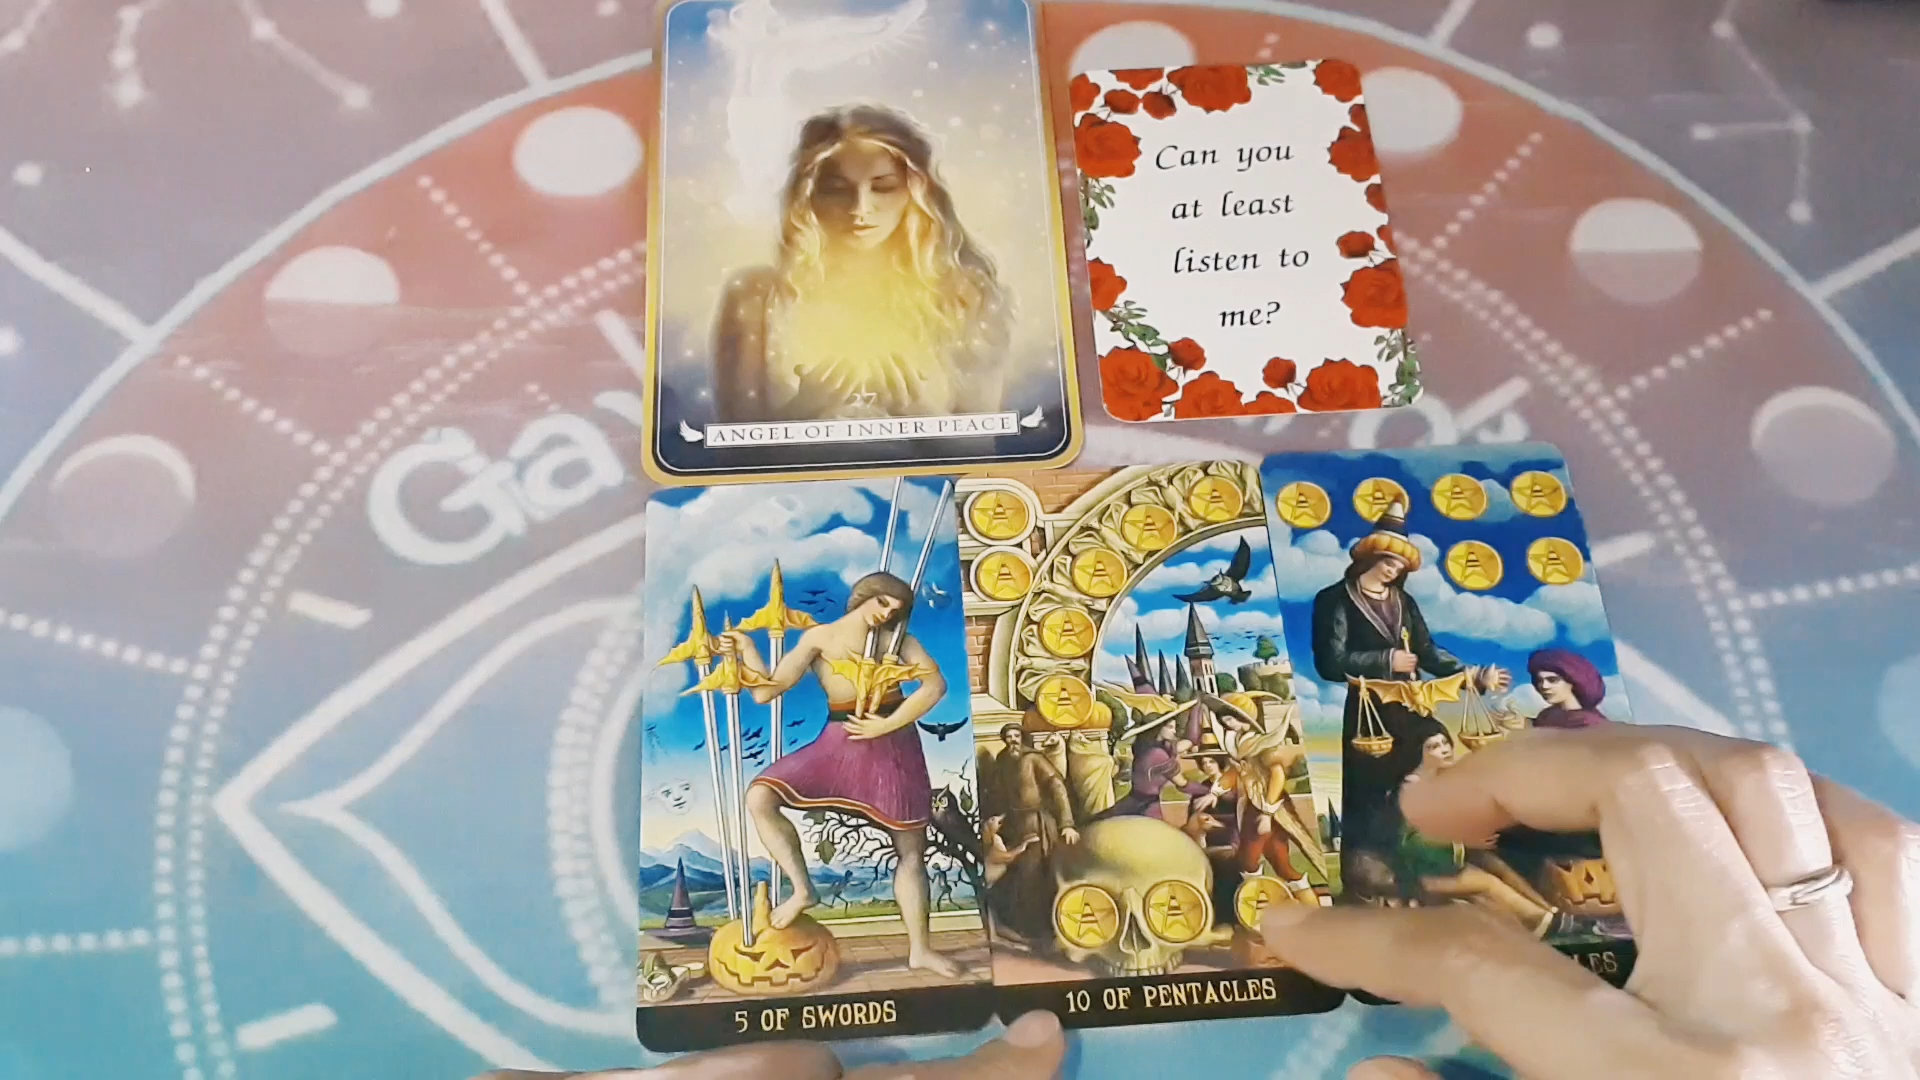 27
ANGEL OF INNER PEACE
Can you
at least
listen to
me?
5 OF SWORDS
10 OF PENTACLES